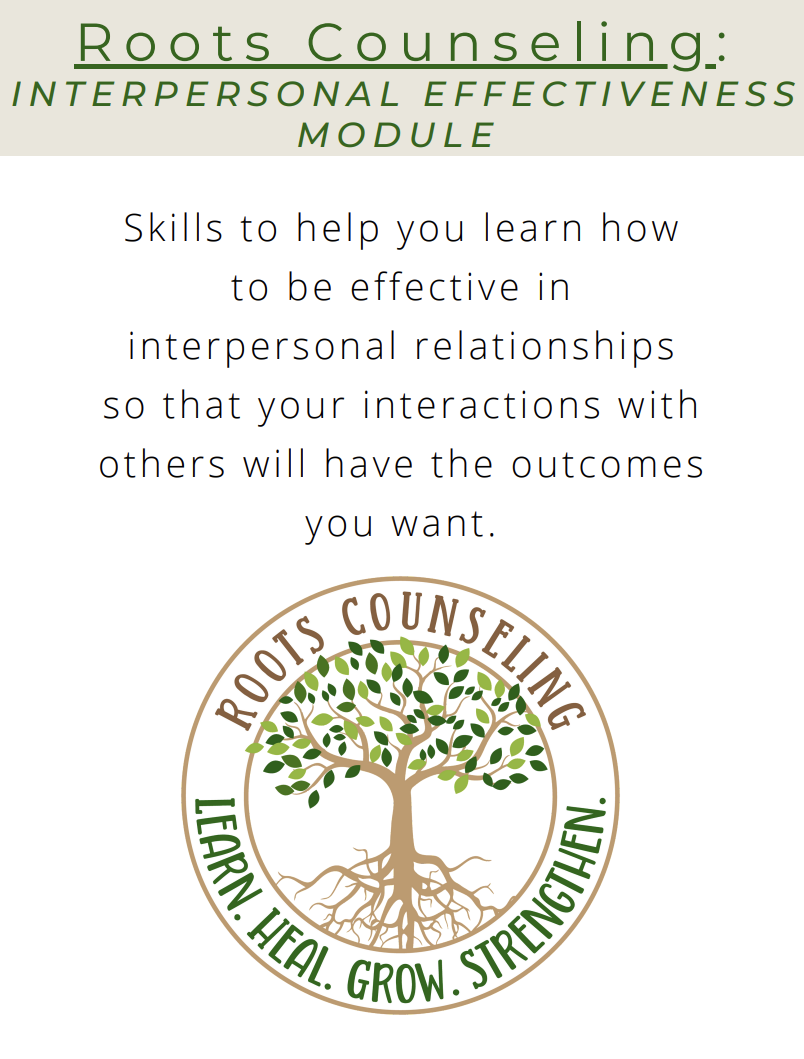 Roots Counseling:
INTERPERSONAL EFFECTIVENESS
MODULE
Skills to help you learn how
to be effective in
interpersonal relationships
so that your interactions with
others will have the outcomes
you want.
ROOTS COUNSELING
LEARN. HEAL. GROW. STRENGTHEN.